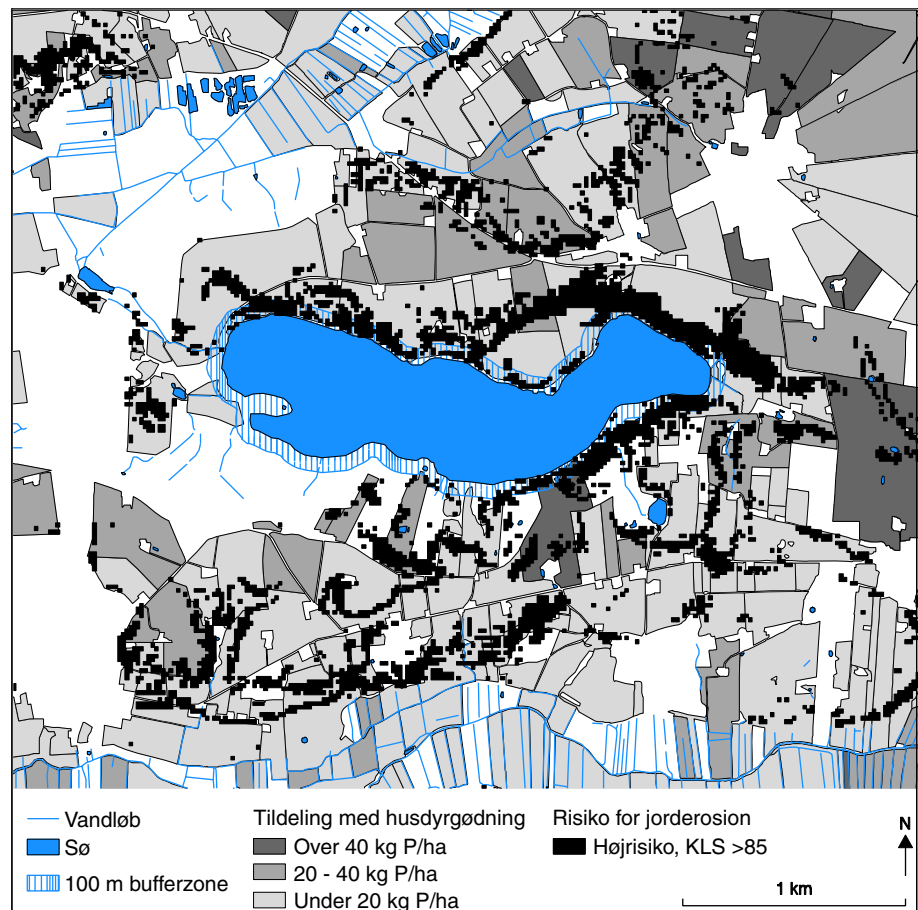 Vandløb
Sø
100 m bufferzone
Tildeling med husdyrgødning
Over 40 kg P/ha
20 - 40 kg P/ha
Under 20 kg P/ha
Risiko for jorderosion
Højrisiko, KLS >85
N
1 km